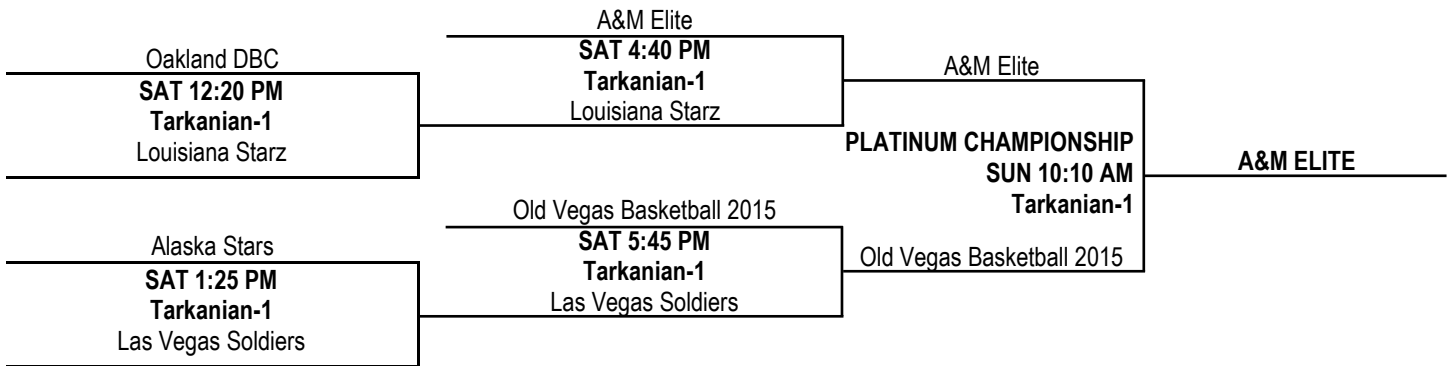 Oakland DBC
SAT 12:20 PM
Tarkanian-1
Louisiana Starz
Alaska Stars
SAT 1:25 PM
Tarkanian-1
Las Vegas Soldiers
A&M Elite
SAT 4:40 PM
Tarkanian-1
Louisiana Starz
Old Vegas Basketball 2015
SAT 5:45 PM
Tarkanian-1
Las Vegas Soldiers
A&M Elite
PLATINUM CHAMPIONSHIP
SUN 10:10 AM
Tarkanian-1
Old Vegas Basketball 2015
A&M ELITE